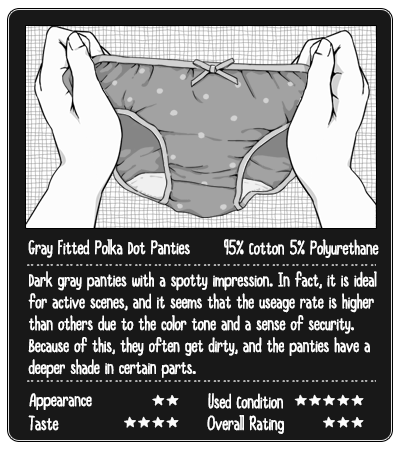 Gray Fitted Polka Dot Panties 95% Cotton 5% Polyurethane
Dark gray panties with a spotty impression. In fact, it is ideal
for active scenes, and it seems that the useage rate is higher
than others due to the color tone and a sense of security.
Because of this, they often get dirty, and the panties have a
deeper shade in certain parts.
Appearance ★★ Used Condition ★★★★★
Taste ★★★★ Overall Rating ★★★